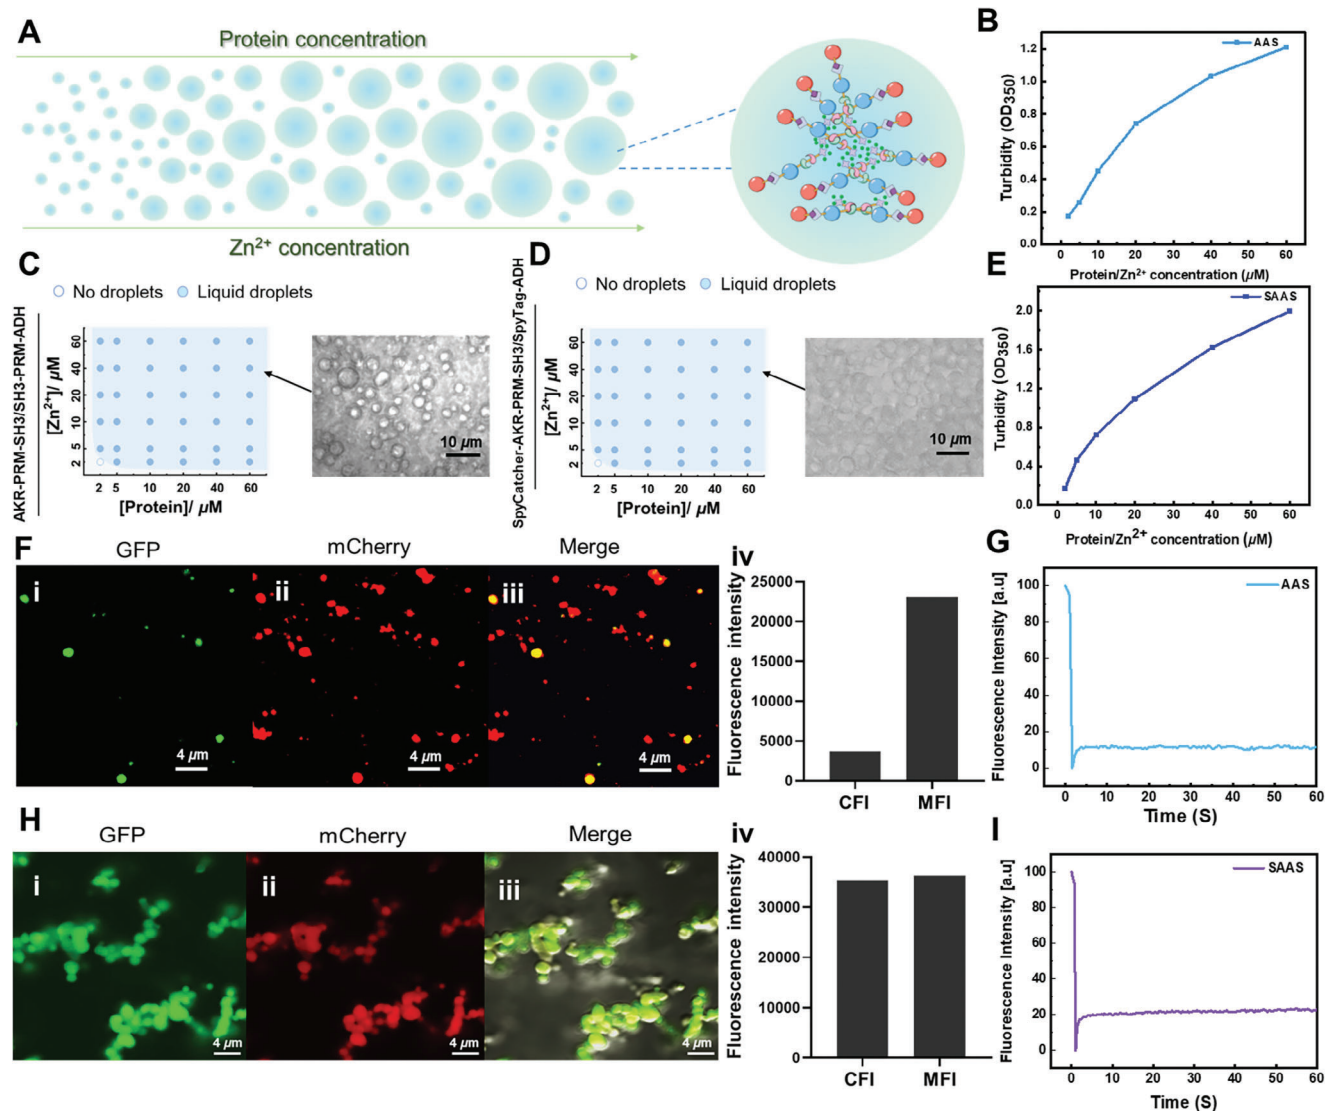 A
Protein concentration
Zn2+ concentration
B
AAS
Turbidity (OD350)
1.2
1.0
0.8
0.6
0.4
0.2
0.0
0 10 20 30 40 50 60
Protein/Zn2+ concentration (µM)
C
No droplets
Liquid droplets
AKR-PRM-SH3/SH3-PRM-ADH
[Zn2+]/ µM
60
40
20
10
5
2
2 5 10 20 40 60
[Protein]/ µM
10 µm
D
No droplets
Liquid droplets
SpyCatcher-AKR-PRM-SH3/SpyTag-ADH
[Zn2+]/ µM
60
40
20
10
5
2
2 5 10 20 40 60
[Protein]/ µM
10 µm
E
SAAS
Turbidity (OD350)
2.0
1.6
1.2
0.8
0.4
0.0
0 10 20 30 40 50 60
Protein/Zn2+ concentration (µM)
F
GFP
mCherry
Merge
i
ii
iii
4 µm
4 µm
4 µm
iv
Fluorescence intensity
25000
20000
15000
10000
5000
0
CFI MFI
G
AAS
Fluorescence Intensity [a.u]
100
80
60
40
20
0
0 10 20 30 40 50 60
Time (S)
H
GFP
mCherry
Merge
i
ii
iii
4 µm
4 µm
4 µm
iv
Fluorescence intensity
40000
30000
20000
10000
0
CFI MFI
I
SAAS
Fluorescence Intensity [a.u]
100
80
60
40
20
0
0 10 20 30 40 50 60
Time (S)